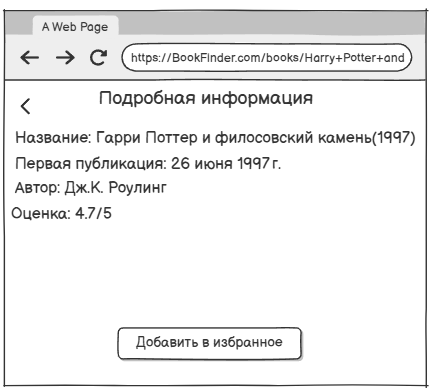 A Web Page
https://BookFinder.com/books/Harry+Potter+and
Подробная информация
Название: Гарри Поттер и филосовский камень(1997)
Первая публикация: 26 июня 1997 г.
Автор: Дж.К. Роулинг
Оценка: 4.7/5
Добавить в избранное